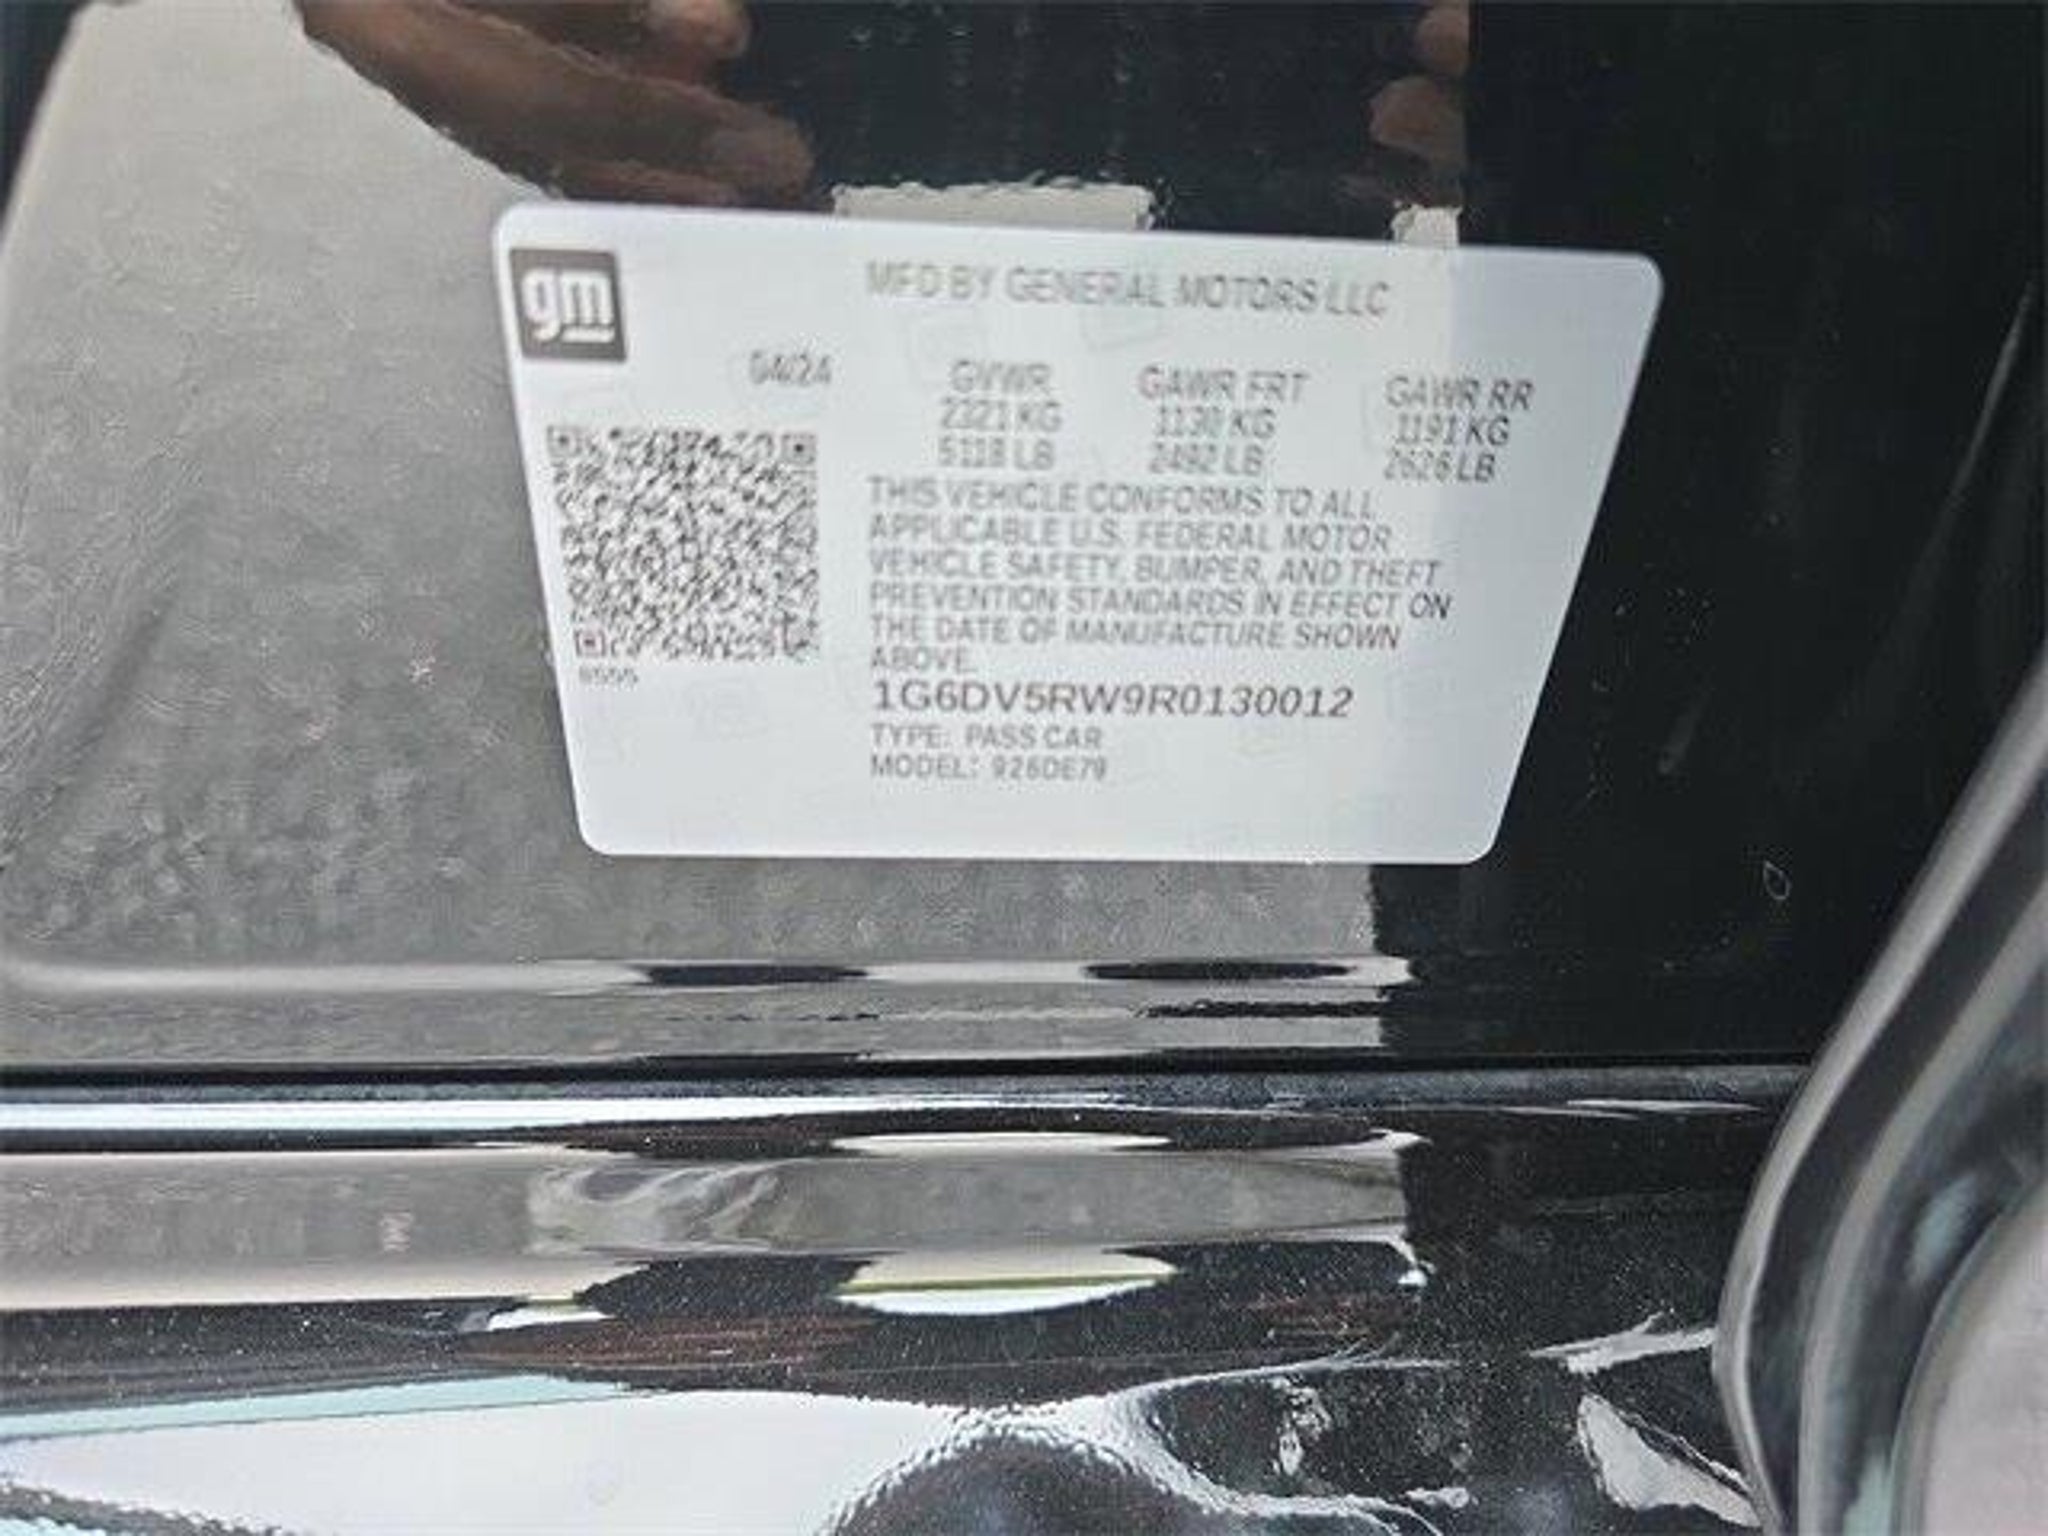 gm
MFD BY GENERAL MOTORS LLC
04/24
GVWR GAWR FRT GAWR RR
2321 KG 1130 KG 1191 KG
5118 LB 2492 LB 2626 LB
THIS VEHICLE CONFORMS TO ALL
APPLICABLE U.S. FEDERAL MOTOR
VEHICLE SAFETY, BUMPER, AND THEFT
PREVENTION STANDARDS IN EFFECT ON
THE DATE OF MANUFACTURE SHOWN
ABOVE.
1G6DV5RW9R0130012
TYPE: PASS CAR
MODEL: 926DE79